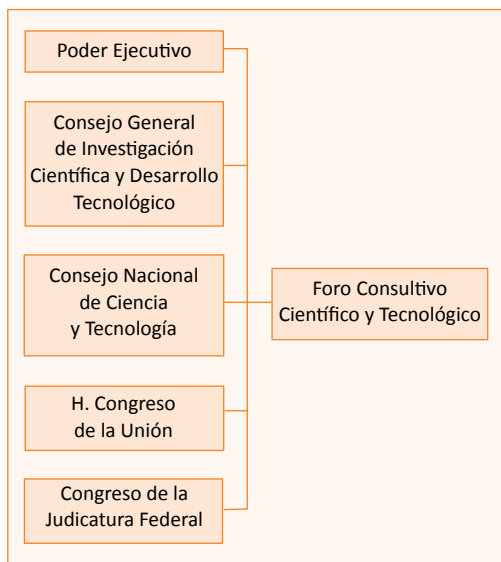 Poder Ejecutivo
Consejo General
de Investigación
Científica y Desarrollo
Tecnológico
Consejo Nacional
de Ciencia
y Tecnología
Foro Consultivo
Científico y Tecnológico
H. Congreso
de la Unión
Congreso de la
Judicatura Federal